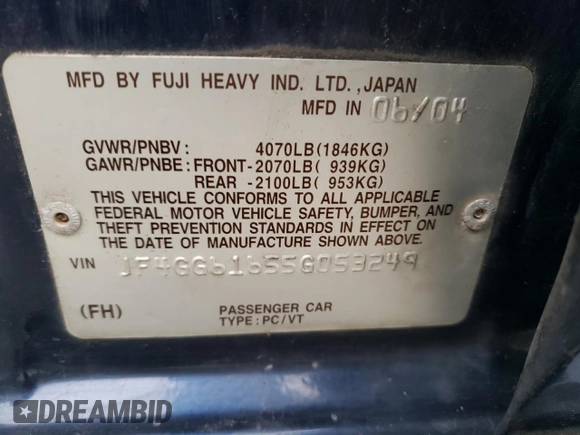 MFD BY FUJI HEAVY IND. LTD., JAPAN
MFD IN 06/04
GVWR/PNBV: 4070LB(1846KG)
GAWR/PNBE: FRONT-2070LB( 939KG)
REAR -2100LB( 953KG)
THIS VEHICLE CONFORMS TO ALL APPLICABLE
FEDERAL MOTOR VEHICLE SAFETY, BUMPER, AND
THEFT PREVENTION STANDARDS IN EFFECT ON
THE DATE OF MANUFACTURE SHOWN ABOVE.
VIN JF4GG61655G053249
(FH) PASSENGER CAR
TYPE: PC/VT
DREAMBID